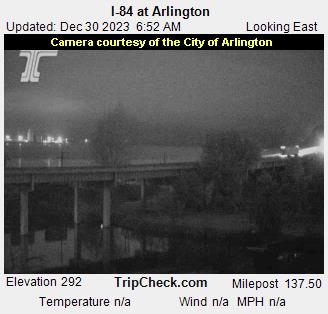 I-84 at Arlington
Updated: Dec 30 2023 6:52 AM Looking East
Camera courtesy of the City of Arlington
Elevation 292 TripCheck.com Milepost 137.50
Temperature n/a Wind n/a MPH n/a